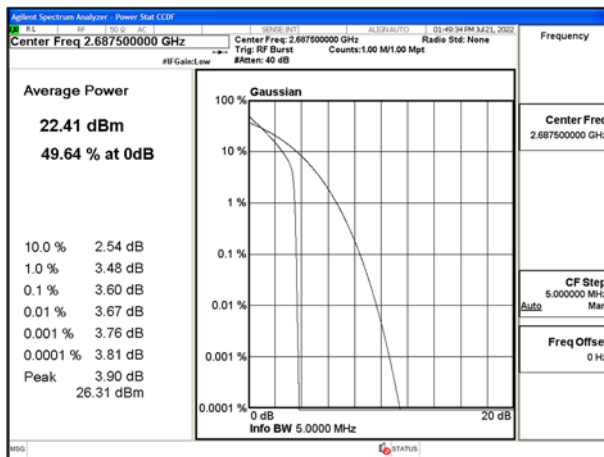 Agilent Spectrum Analyzer - Power Stat CCDF
RL RF 50 Ω AC SENSE:INT ALIGNAUTO 01:49:34 PM Jul 21, 2022
Center Freq 2.687500000 GHz
Center Freq: 2.687500000 GHz Radio Std: None
Trig: RF Burst Counts:1.00 M/1.00 Mpt
#IFGain:Low #Atten: 40 dB
Frequency
Average Power
22.41 dBm
49.64 % at 0dB
10.0 % 2.54 dB
1.0 % 3.48 dB
0.1 % 3.60 dB
0.01 % 3.67 dB
0.001 % 3.76 dB
0.0001 % 3.81 dB
Peak 3.90 dB
26.31 dBm
Gaussian
100 %
10 %
1 %
0.1 %
0.01 %
0.001 %
0.0001 %
0 dB 20 dB
Info BW 5.0000 MHz
Center Freq
2.687500000 GHz
CF Step
5.000000 MHz
Auto Man
Freq Offset
0 Hz
MSG STATUS